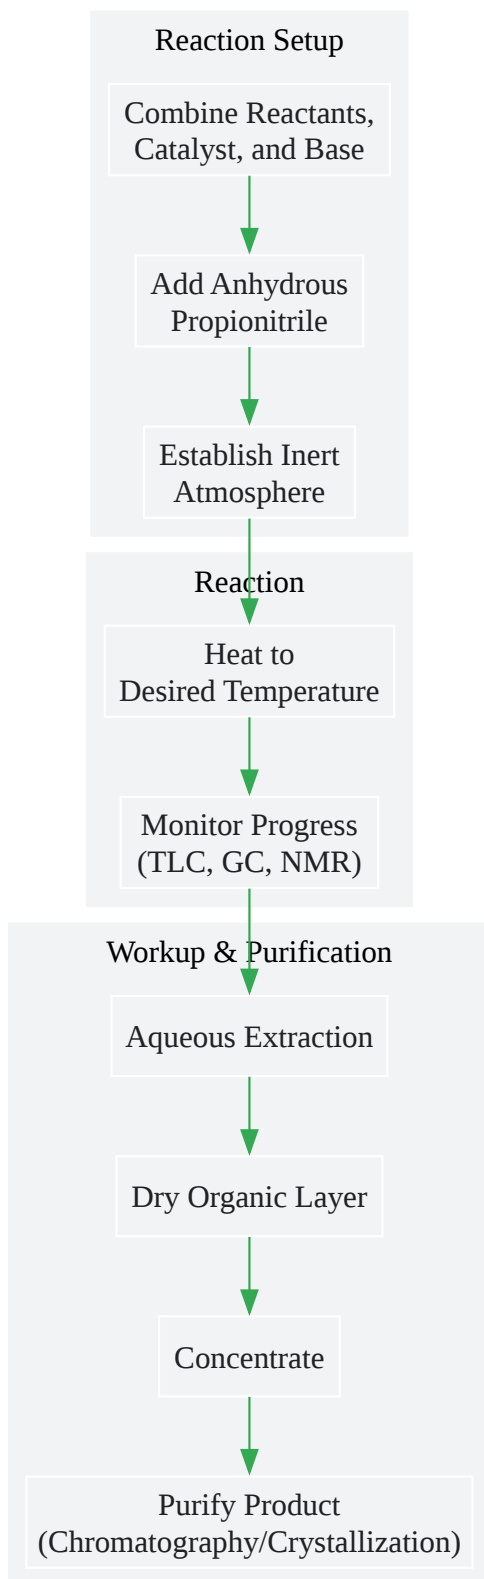 Reaction Setup
Combine Reactants,
Catalyst, and Base
Add Anhydrous
Propionitrile
Establish Inert
Atmosphere
Reaction
Heat to
Desired Temperature
Monitor Progress
(TLC, GC, NMR)
Workup & Purification
Aqueous Extraction
Dry Organic Layer
Concentrate
Purify Product
(Chromatography/Crystallization)